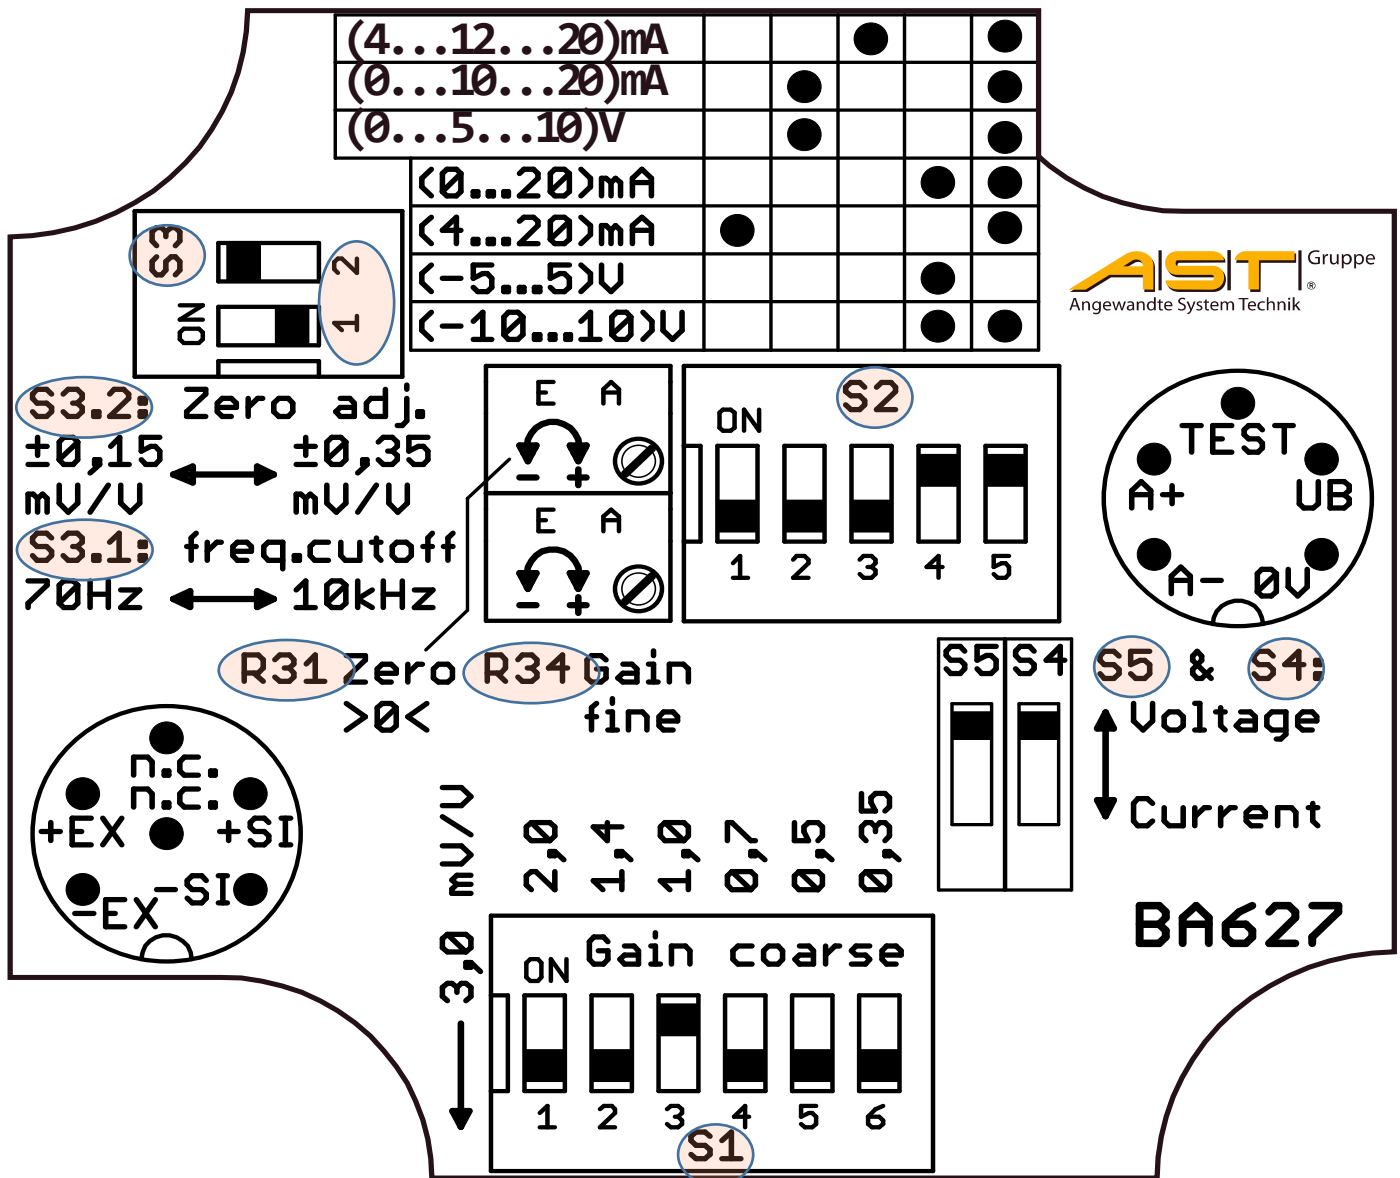 (4...12...20)mA
(0...10...20)mA
(0...5...10)V
(0...20)mA
(4...20)mA
(-5...5)V
(-10...10)V
S3
2
ON
1
AST Gruppe
®
Angewandte System Technik
S3.2: Zero adj.
±0,15 ±0,35
mV/V mV/V
S3.1: freq.cutoff
70Hz 10kHz
E A
- +
E A
- +
S2
ON
1 2 3 4 5
TEST
A+ UB
A- 0V
R31 Zero
>0<
R34 Gain
fine
S5 S4
S5 & S4:
Voltage
Current
n.c.
n.c.
+EX +SI
-EX -SI
mV/V
3,0
2,0
1,4
1,0
0,7
0,5
0,35
BA627
Gain coarse
ON
1 2 3 4 5 6
S1